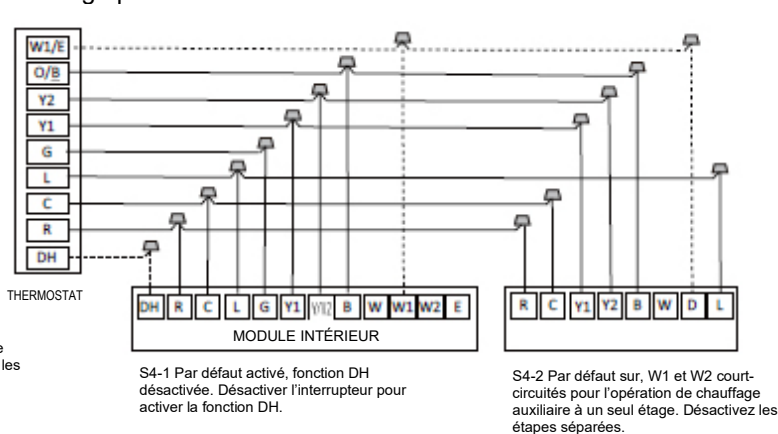 W1/E
O/B
Y2
Y1
G
L
C
R
DH
THERMOSTAT
DH R C L G Y1 Y/Y2 B W W1 W2 E
MODULE INTÉRIEUR
R C Y1 Y2 B W D L
les
S4-1 Par défaut activé, fonction DH
désactivée. Désactiver l'interrupteur pour
activer la fonction DH.
S4-2 Par défaut sur, W1 et W2 court-
circuités pour l'opération de chauffage
auxiliaire à un seul étage. Désactivez les
étapes séparées.